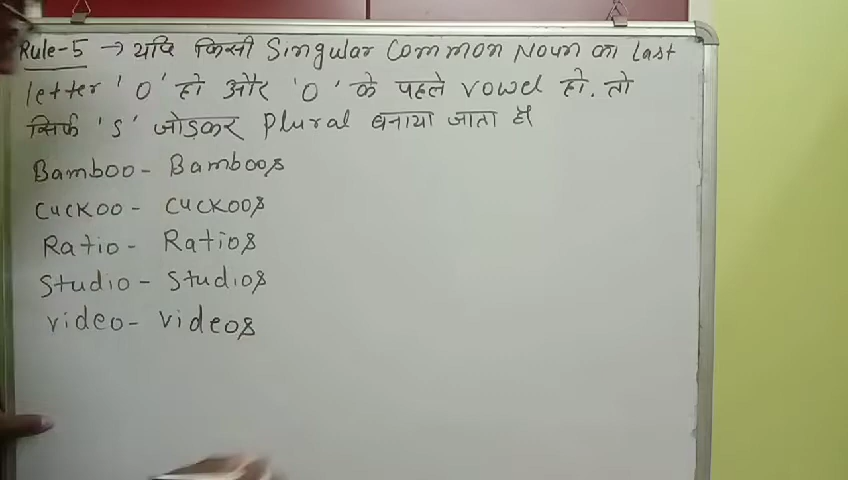 Rule-5 → यदि किसी Singular Common Noun का Last
letter 'O' हो और 'O' के पहले vowel हो. तो
सिर्फ 's' जोड़कर Plural बनाया जाता है।
Bamboo - Bamboos
Cuckoo - Cuckoos
Ratio - Ratios
Studio - Studios
Video - Videos